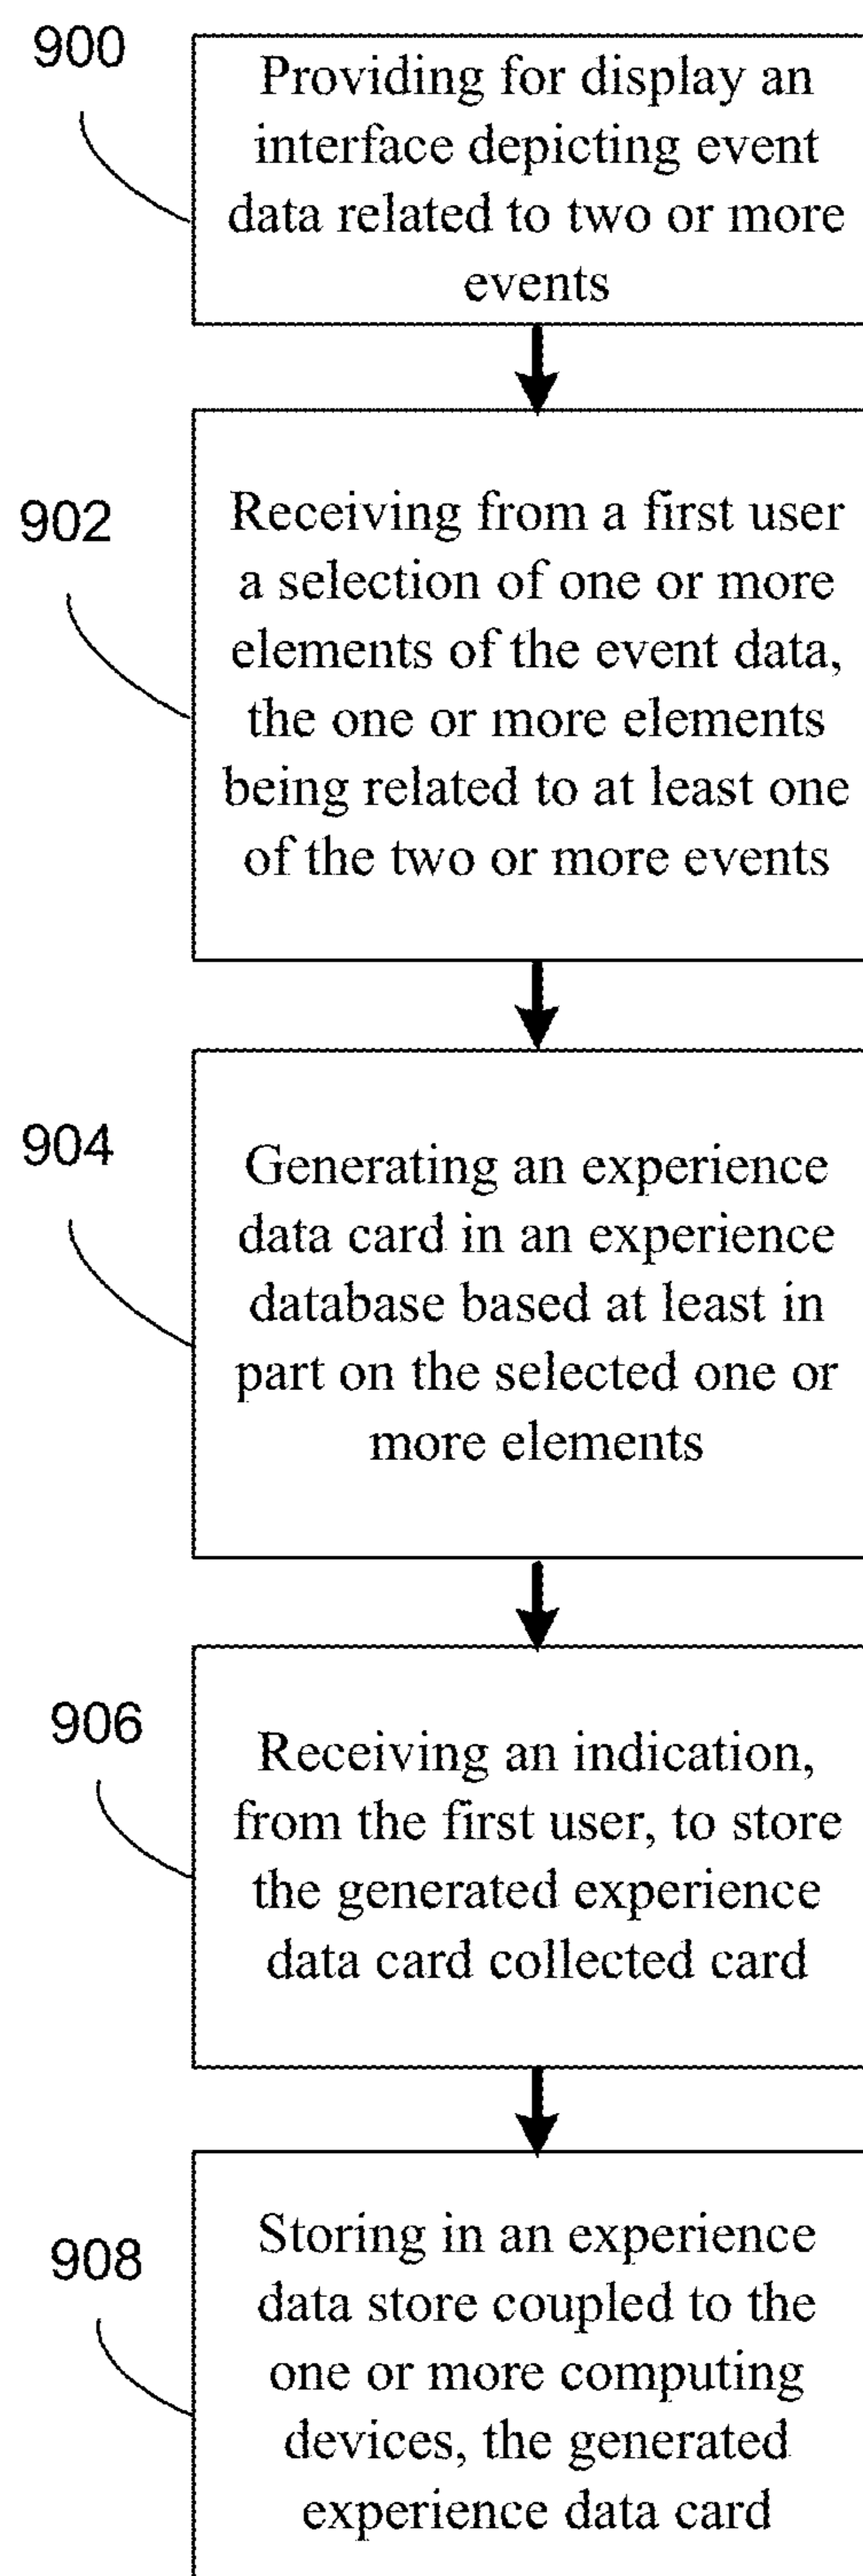 900
Providing for display an
interface depicting event
data related to two or more
events
902
Receiving from a first user
a selection of one or more
elements of the event data,
the one or more elements
being related to at least one
of the two or more events
904
Generating an experience
data card in an experience
database based at least in
part on the selected one or
more elements
906
Receiving an indication,
from the first user, to store
the generated experience
data card collected card
908
Storing in an experience
data store coupled to the
one or more computing
devices, the generated
experience data card